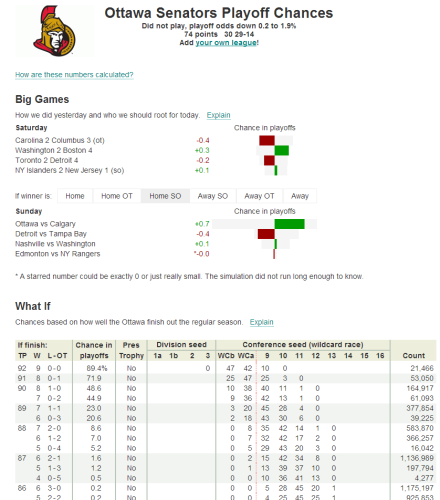 Ottawa Senators Playoff Chances
Did not play, playoff odds down 0.2 to 1.9%
74 points 30 29-14
Add your own league!
How are these numbers calculated?
Big Games
How we did yesterday and who we should root for today. Explain
Saturday Chance in playoffs
Carolina 2 Columbus 3 (ot) -0.4
Washington 2 Boston 4 +0.3
Toronto 2 Detroit 4 -0.2
NY Islanders 2 New Jersey 1 (so) +0.1
If winner is: Home Home OT Home SO Away SO Away OT Away
Sunday Chance in playoffs
Ottawa vs Calgary +0.7
Detroit vs Tampa Bay -0.4
Nashville vs Washington +0.1
Edmonton vs NY Rangers *-0.0
* A starred number could be exactly 0 or just really small. The simulation did not run long enough to know.
What If
Chances based on how well the Ottawa finish out the regular season. Explain
If finish: Chance in Pres Division seed Conference seed (wildcard race)
TP W L-OT playoffs Trophy 1a 1b 2 3 WCb WCa 9 10 11 12 13 14 15 16 Count
92 9 0-0 89.4% No 0 47 42 10 0 21,466
91 8 0-1 71.9 No 25 47 25 3 0 53,050
90 8 1-0 48.6 No 10 38 40 11 1 0 164,917
7 0-2 44.9 No 9 36 42 13 1 0 61,093
89 7 1-1 23.0 No 3 20 45 28 4 0 377,854
6 0-3 20.6 No 2 18 43 30 6 0 39,225
88 7 2-0 8.6 No 0 8 35 42 14 1 0 583,870
6 1-2 7.0 No 0 7 32 42 17 2 0 366,257
5 0-4 5.2 No 0 5 29 43 20 3 0 16,042
87 6 2-1 1.6 No 0 2 15 42 34 8 0 1,136,989
5 1-3 1.2 No 0 1 13 39 37 10 0 197,794
4 0-5 0.5 No 0 0 10 36 41 13 0 4,277
86 6 3-0 0.2 No 0 5 28 45 20 1 1,175,197
5 2-2 0.2 No 0 4 25 45 25 1 925,853